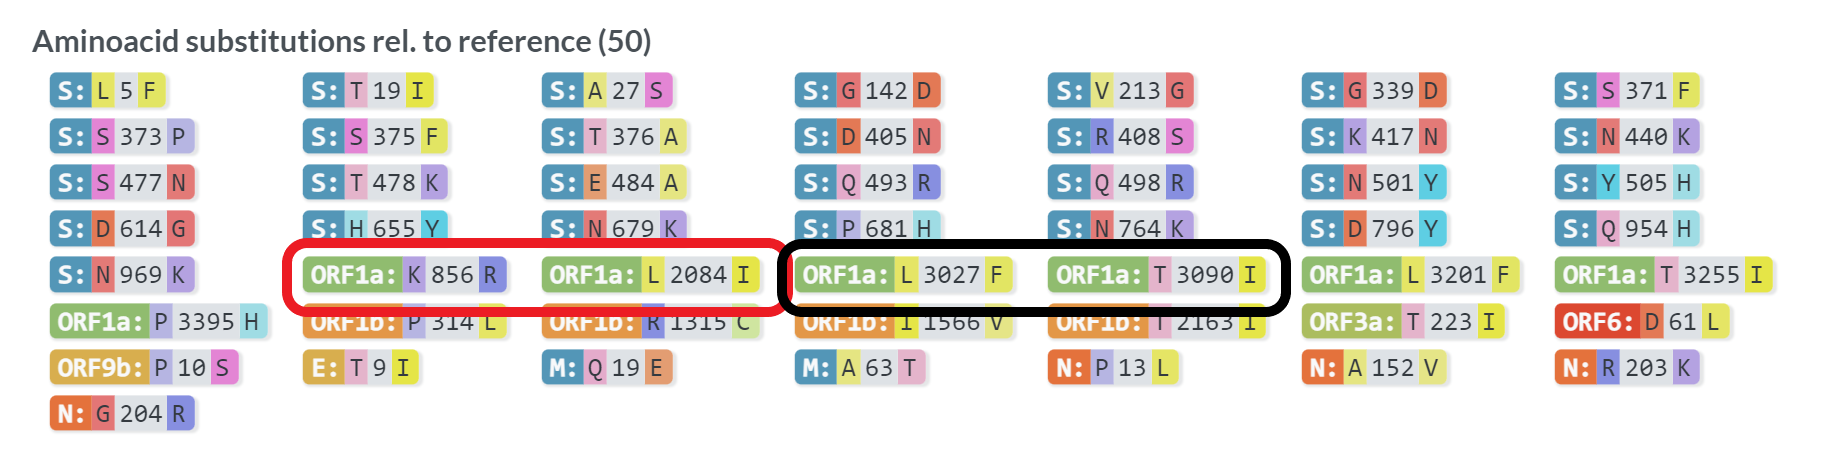 Aminoacid substitutions rel. to reference (50)
S: L 5 F S: T 19 I S: A 27 S S: G 142 D S: V 213 G S: G 339 D S: S 371 F
S: S 373 P S: S 375 F S: T 376 A S: D 405 N S: R 408 S S: K 417 N S: N 440 K
S: S 477 N S: T 478 K S: E 484 A S: Q 493 R S: Q 498 R S: N 501 Y S: Y 505 H
S: D 614 G S: H 655 Y S: N 679 K S: P 681 H S: N 764 K S: D 796 Y S: Q 954 H
S: N 969 K ORF1a: K 856 R ORF1a: L 2084 I ORF1a: L 3027 F ORF1a: T 3090 I ORF1a: L 3201 F ORF1a: T 3255 I
ORF1a: P 3395 H ORF1b: P 314 L ORF1b: R 1315 C ORF1b: I 1566 V ORF1b: T 2163 I ORF3a: T 223 I ORF6: D 61 L
ORF9b: P 10 S E: T 9 I M: Q 19 E M: A 63 T N: P 13 L N: A 152 V N: R 203 K
N: G 204 R